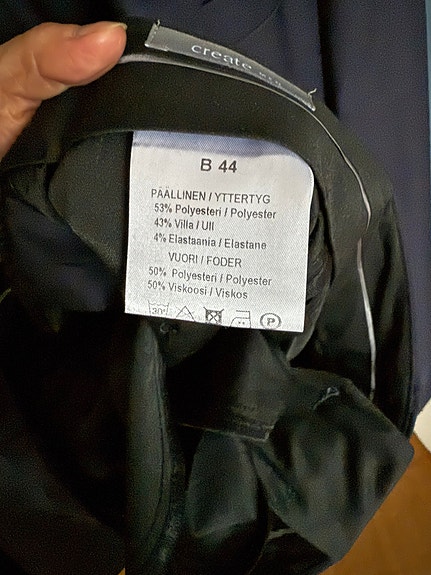 create
B 44
PÄÄLLINEN / YTTERTYG
53% Polyesteri / Polyester
43% Villa / Ull
4% Elastaania / Elastane
VUORI / FODER
50% Polyesteri / Polyester
50% Viskoosi / Viskos
30° P